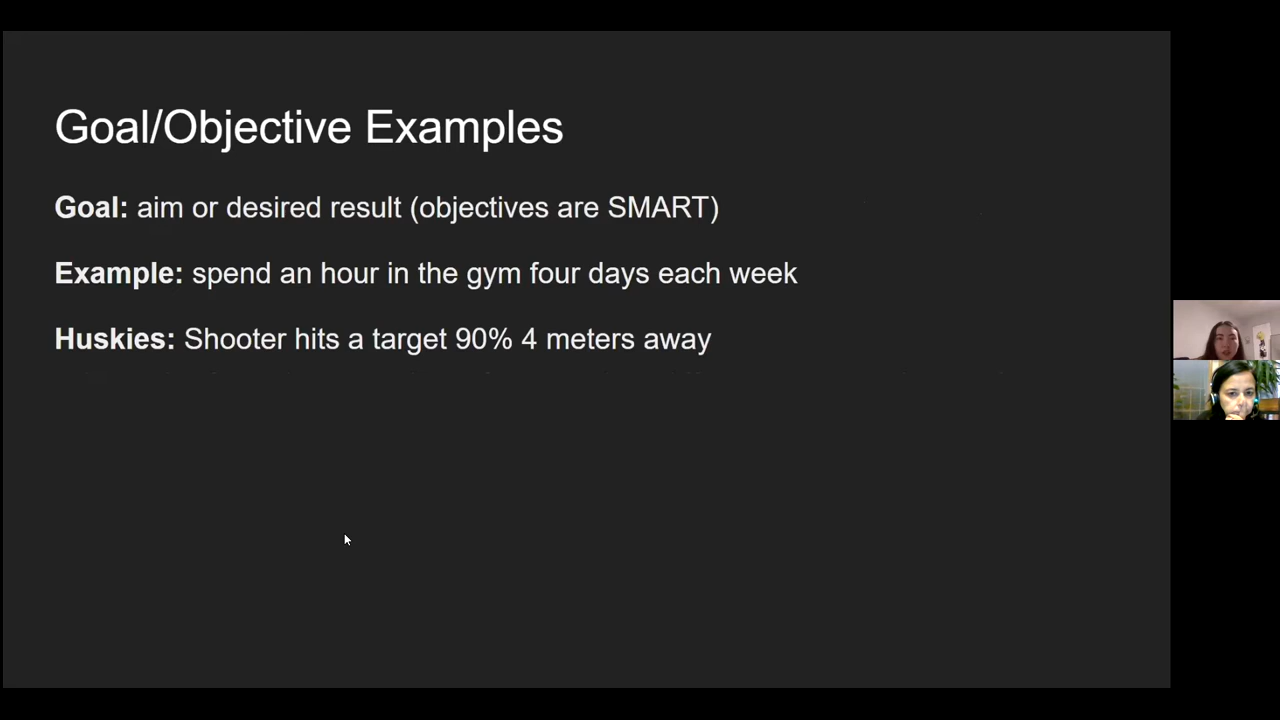 Goal/Objective Examples
Goal: aim or desired result (objectives are SMART)
Example: spend an hour in the gym four days each week
Huskies: Shooter hits a target 90% 4 meters away